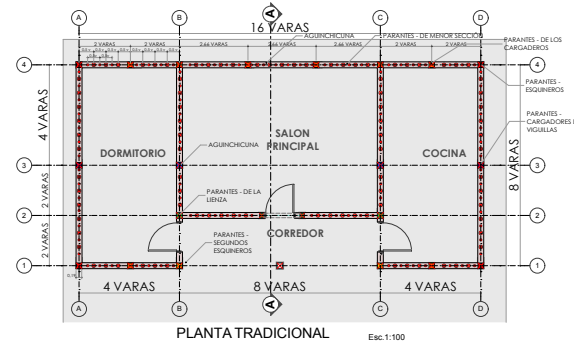 A B C D
16 VARAS
AGUINCHICUNA
PARANTES - DE MENOR SECCIÓN
PARANTES - DE LOS
CARGADEROS
2 VARAS 2 VARAS 2.66 VARAS 2.66 VARAS 2.66 VARAS 2 VARAS 2 VARAS
4 4
PARANTES -
ESQUINEROS
4 VARAS
PARANTES -
CARGADORES
VIGUILLAS
SALON
PRINCIPAL
DORMITORIO
AGUINCHICUNA
COCINA
3 3
8 VARAS
2 VARAS
PARANTES - DE LA
LIENZA
2 2
CORREDOR
PARANTES -
SEGUNDOS
ESQUINEROS
2 VARAS
1 1
4 VARAS 8 VARAS 4 VARAS
A A
A B C D
PLANTA TRADICIONAL
Esc.1:100